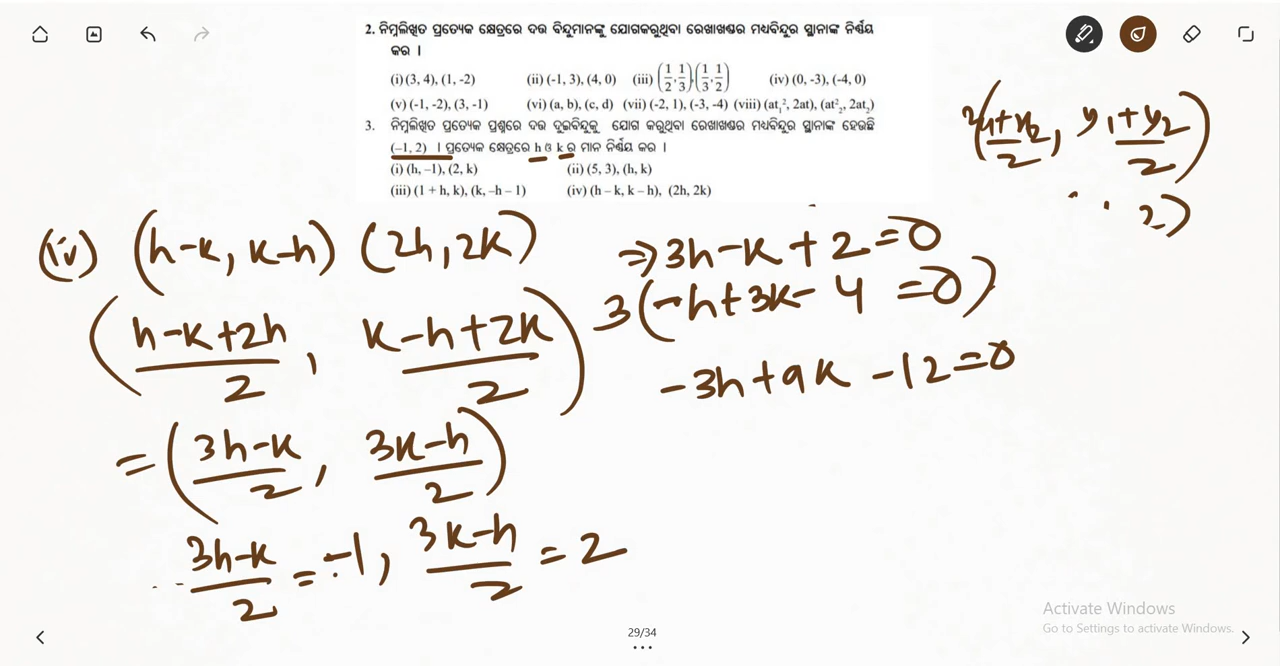 2. ନିମ୍ନଲିଖିତ ପ୍ରତ୍ୟେକ କ୍ଷେତ୍ରରେ ଦତ୍ତ ବିନ୍ଦୁମାନଙ୍କୁ ଯୋଗକରୁଥିବା ରେଖାଖଣ୍ଡର ମଧ୍ୟବିନ୍ଦୁର ସ୍ଥାନାଙ୍କ ନିର୍ଣ୍ଣୟ
କର ।
(i) (3, 4), (1, -2) (ii) (-1, 3), (4, 0) (iii) (1/2, 1/3), (1/3, 1/2) (iv) (0, -3), (-4, 0)
(v) (-1, -2), (3, -1) (vi) (a, b), (c, d) (vii) (-2, 1), (-3, -4) (viii) (at₁², 2at), (at²₂, 2at₂)
3. ନିମ୍ନଲିଖିତ ପ୍ରତ୍ୟେକ ପ୍ରଶ୍ନରେ ଦତ୍ତ ଦୁଇବିନ୍ଦୁକୁ ଯୋଗ କରୁଥିବା ରେଖାଖଣ୍ଡର ମଧ୍ୟବିନ୍ଦୁର ସ୍ଥାନାଙ୍କ ହେଉଛି
(–1, 2) । ପ୍ରତ୍ୟେକ କ୍ଷେତ୍ରରେ h ଓ k ର ମାନ ନିର୍ଣ୍ଣୟ କର ।
(i) (h, –1), (2, k) (ii) (5, 3), (h, k)
(iii) (1 + h, k), (k, –h – 1) (iv) (h – k, k – h), (2h, 2k)
(x₁+x₂/2, y₁+y₂/2)
2)
(iv) (h-k, k-h) (2h, 2k)
(h-k+2h/2, k-h+2k/2)
= (3h-k/2, 3k-h/2)
3h-k/2 = -1, 3k-h/2 = 2
⇒ 3h-k+2=0
3(-h+3k-4=0)
-3h+9k-12=0
Activate Windows
Go to Settings to activate Windows.
29/34